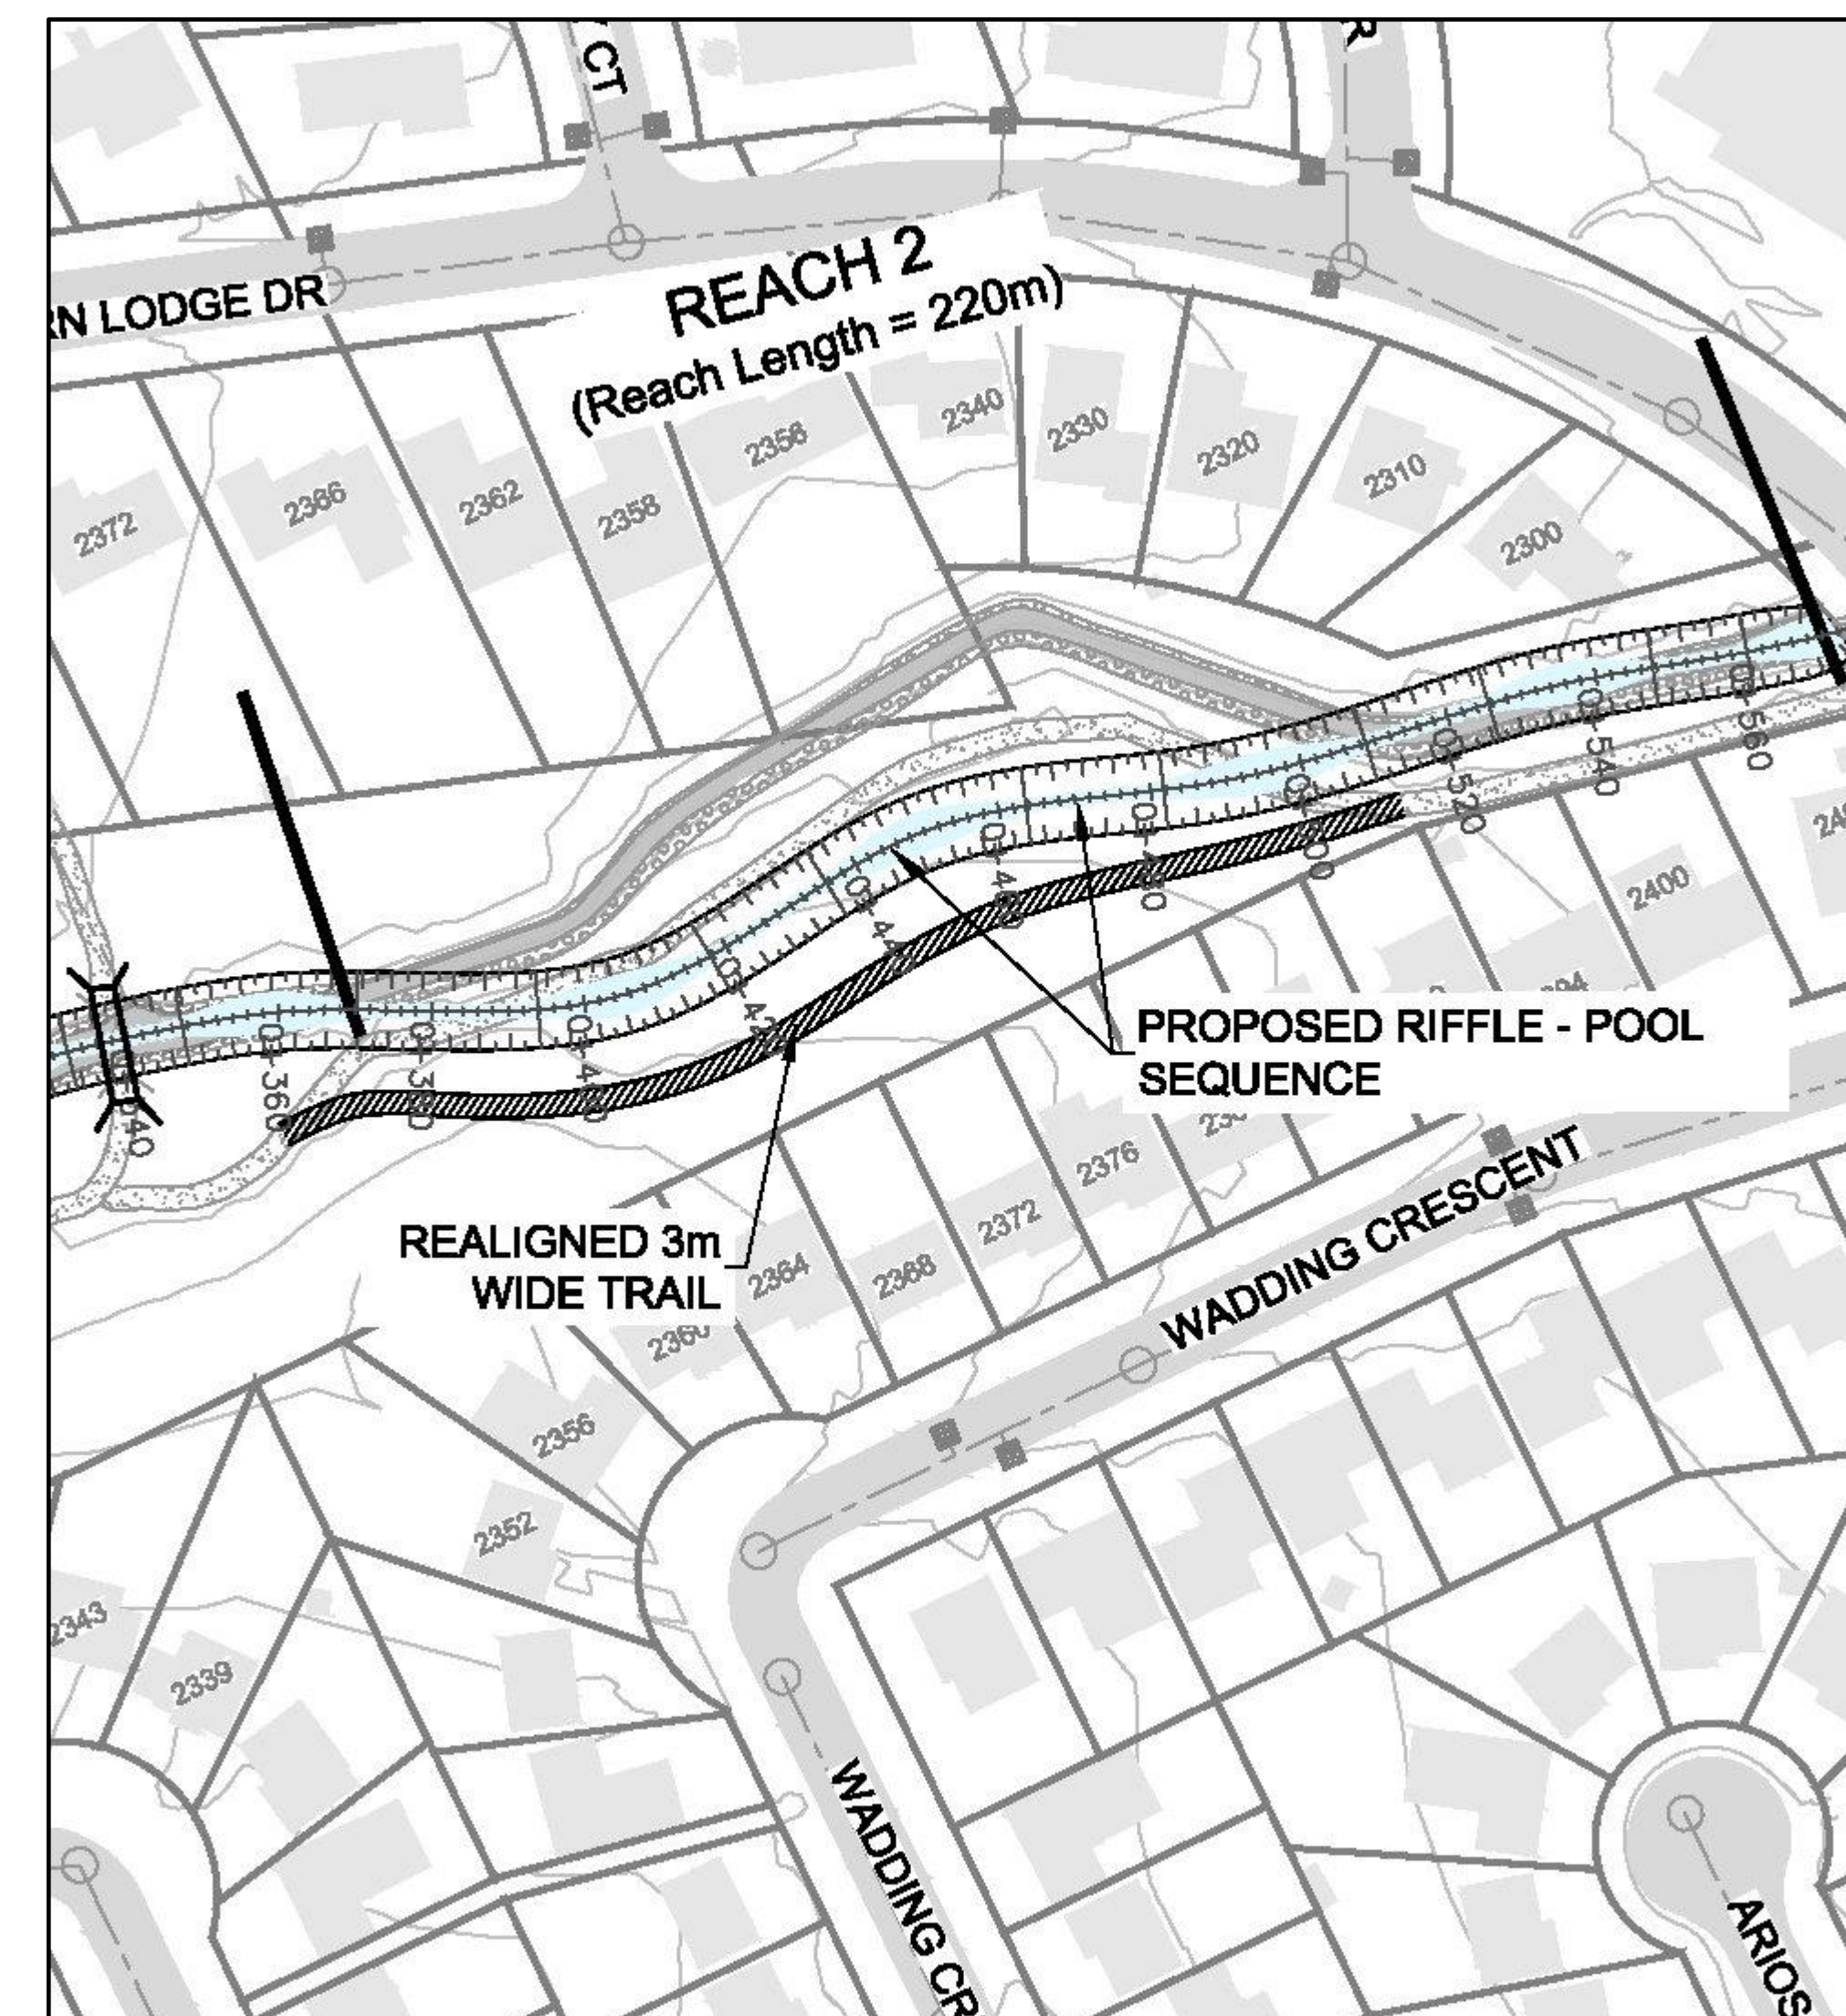 CT
R
RN LODGE DR
REACH 2
(Reach Length = 220m)
2372
2366
2362
2358
2356
2340
2330
2320
2310
2300
0+360
0+380
0+400
0+460
0+480
0+500
0+520
0+540
0+560
2400
PROPOSED RIFFLE - POOL
SEQUENCE
REALIGNED 3m
WIDE TRAIL
2360
2364
2368
2372
2376
WADDING CRESCENT
2356
2352
2343
2339
WADDING CR
ARIOS